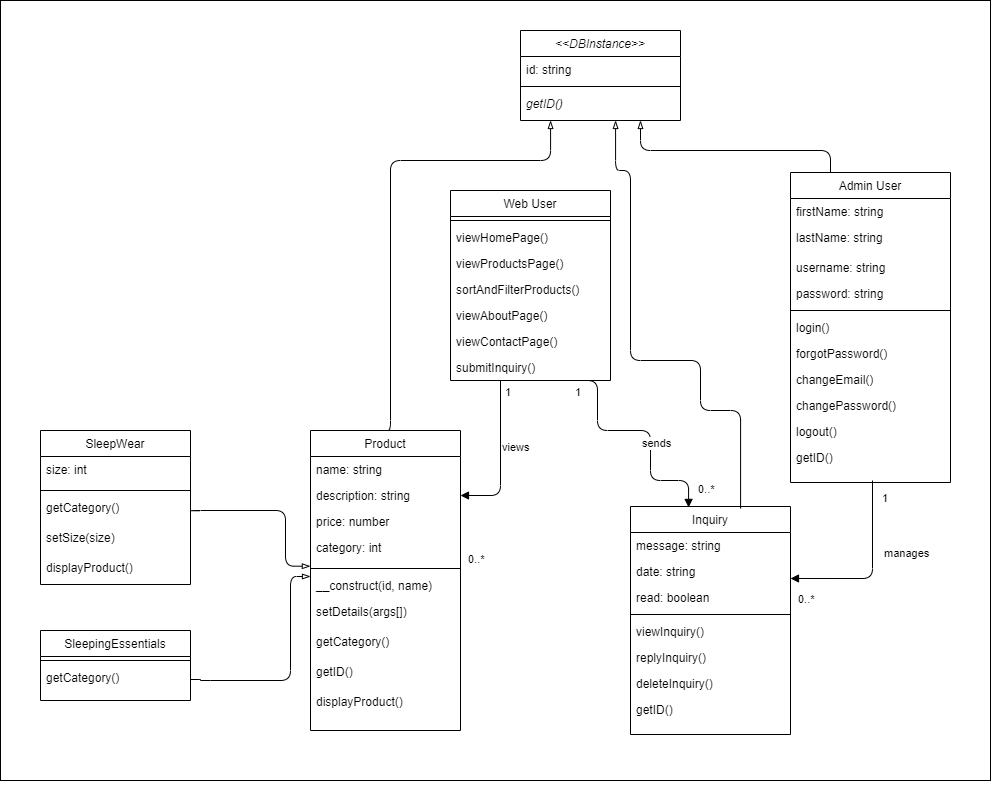 <<DBInstance>>
id: string
getID()
Web User
viewHomePage()
viewProductsPage()
sortAndFilterProducts()
viewAboutPage()
viewContactPage()
submitInquiry()
Admin User
firstName: string
lastName: string
username: string
password: string
login()
forgotPassword()
changeEmail()
changePassword()
logout()
getID()
1
1
views
sends
0..*
0..*
SleepWear
size: int
getCategory()
setSize(size)
displayProduct()
SleepingEssentials
getCategory()
Product
name: string
description: string
price: number
category: int
__construct(id, name)
setDetails(args[])
getCategory()
getID()
displayProduct()
Inquiry
message: string
date: string
read: boolean
viewInquiry()
replyInquiry()
deleteInquiry()
getID()
1
manages
0..*